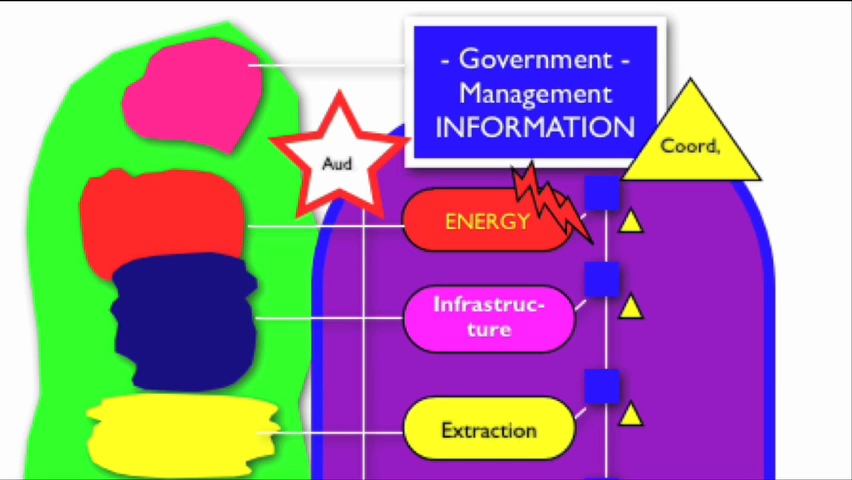 - Government -
Management
INFORMATION
Coord,
Aud
ENERGY
Infrastruc-
ture
Extraction